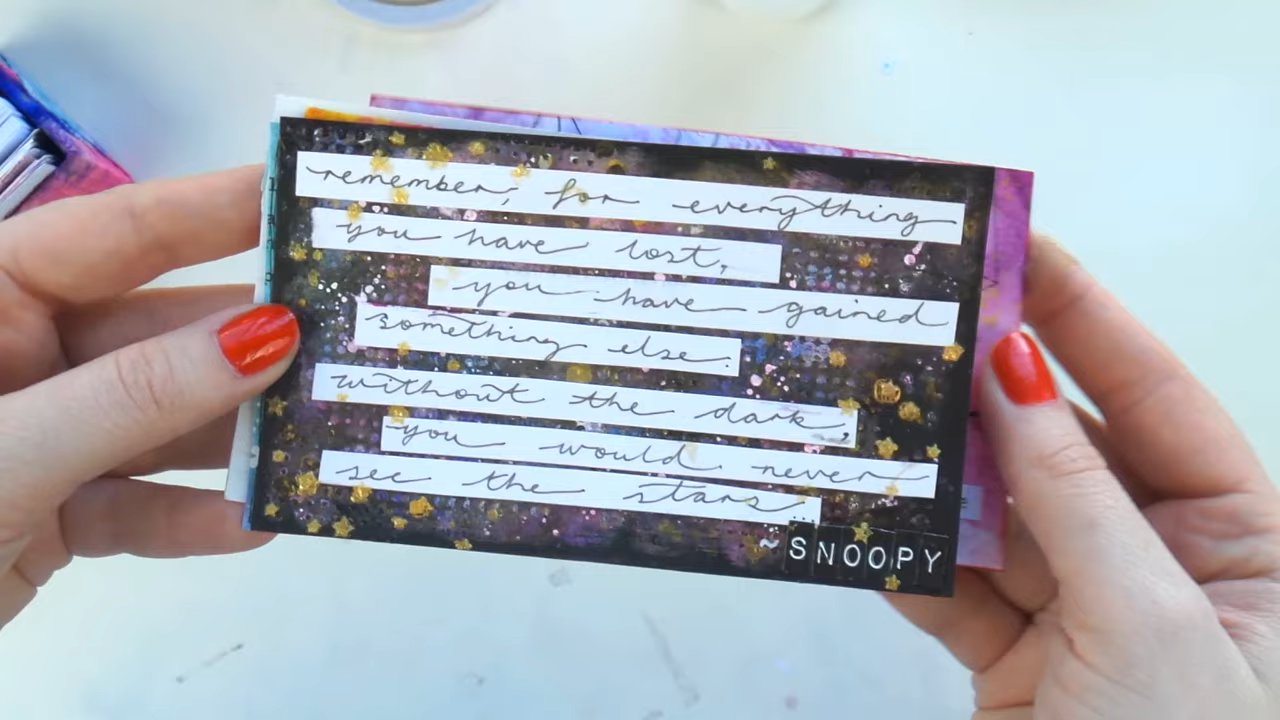 remember, for everything
you have lost,
you have gained
something else.
without the dark,
you would never
see the stars...
~SNOOPY